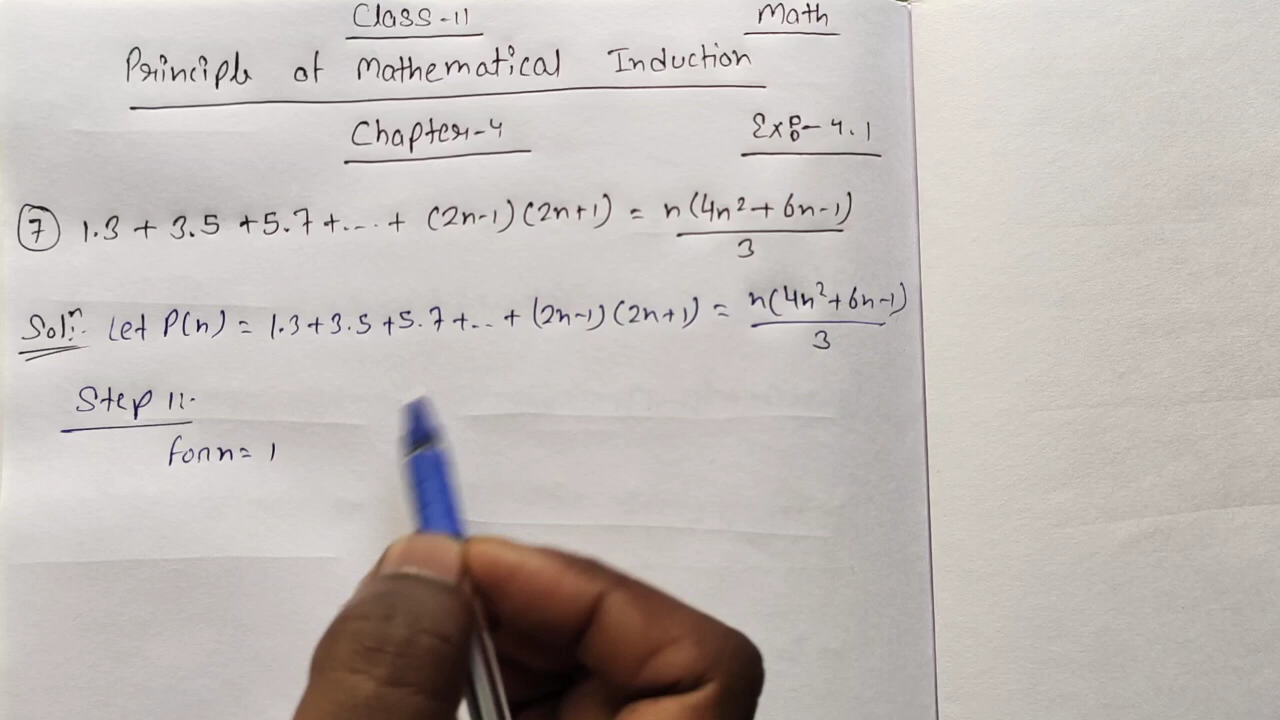 Class-11 Math
Principle of Mathematical Induction
Chapter-4 Exe:- 4.1
7 1.3 + 3.5 + 5.7 + .... + (2n-1) (2n+1) = n(4n²+6n-1)/3
Solⁿ:- Let P(n) = 1.3+3.5+5.7+.. + (2n-1) (2n+1) = n(4n²+6n-1)/3
Step 1:-
for n = 1